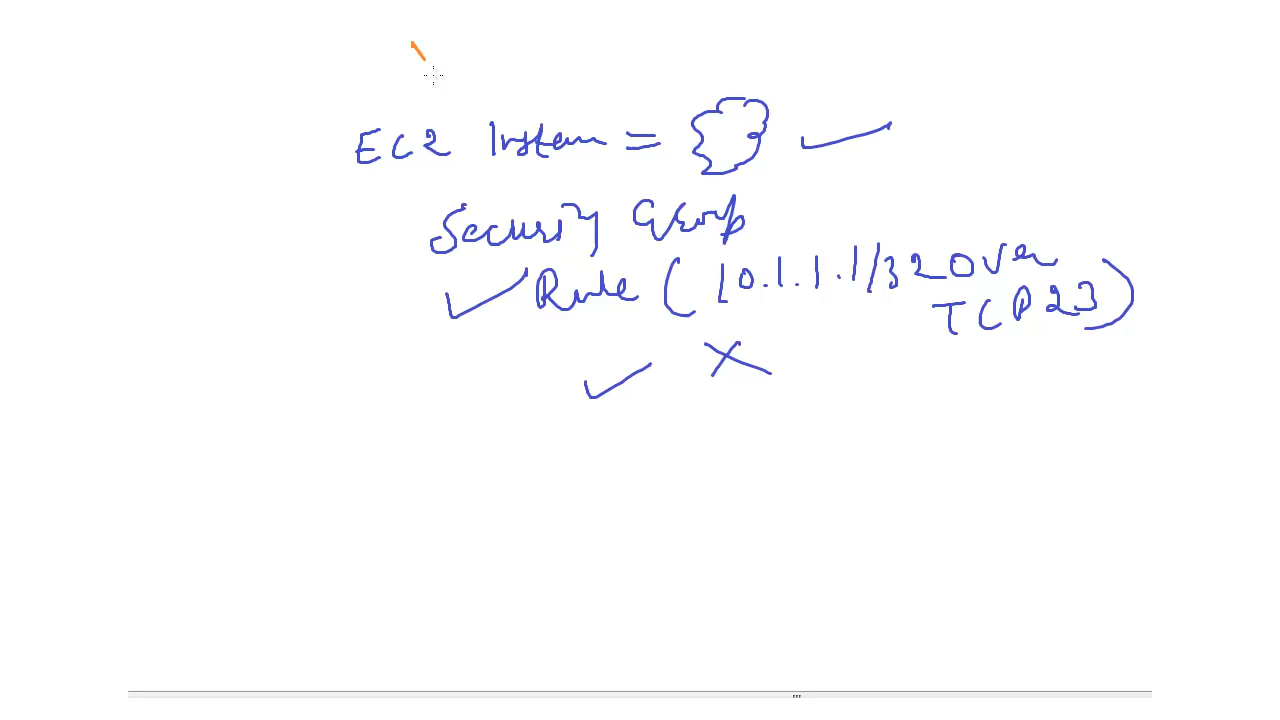 EC2 Instan =
Security Group
Rule (10.1.1.1/32 Over
TCP 23)